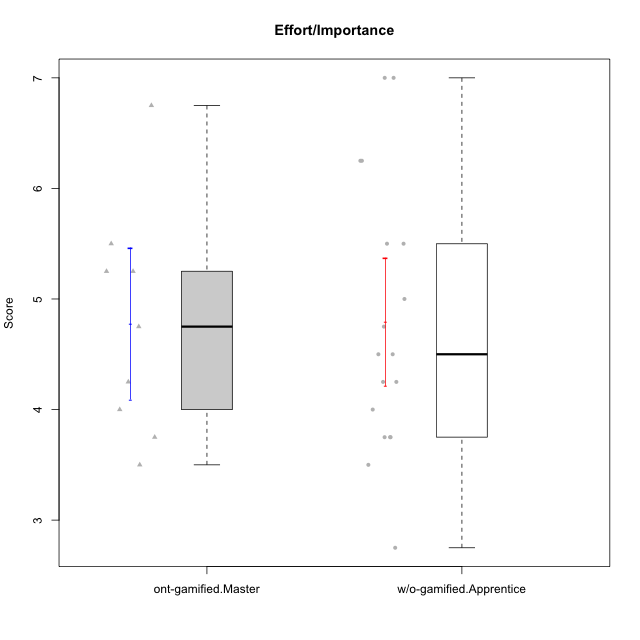 Effort/Importance
7
6
5
4
3
Score
ont-gamified.Master
w/o-gamified.Apprentice